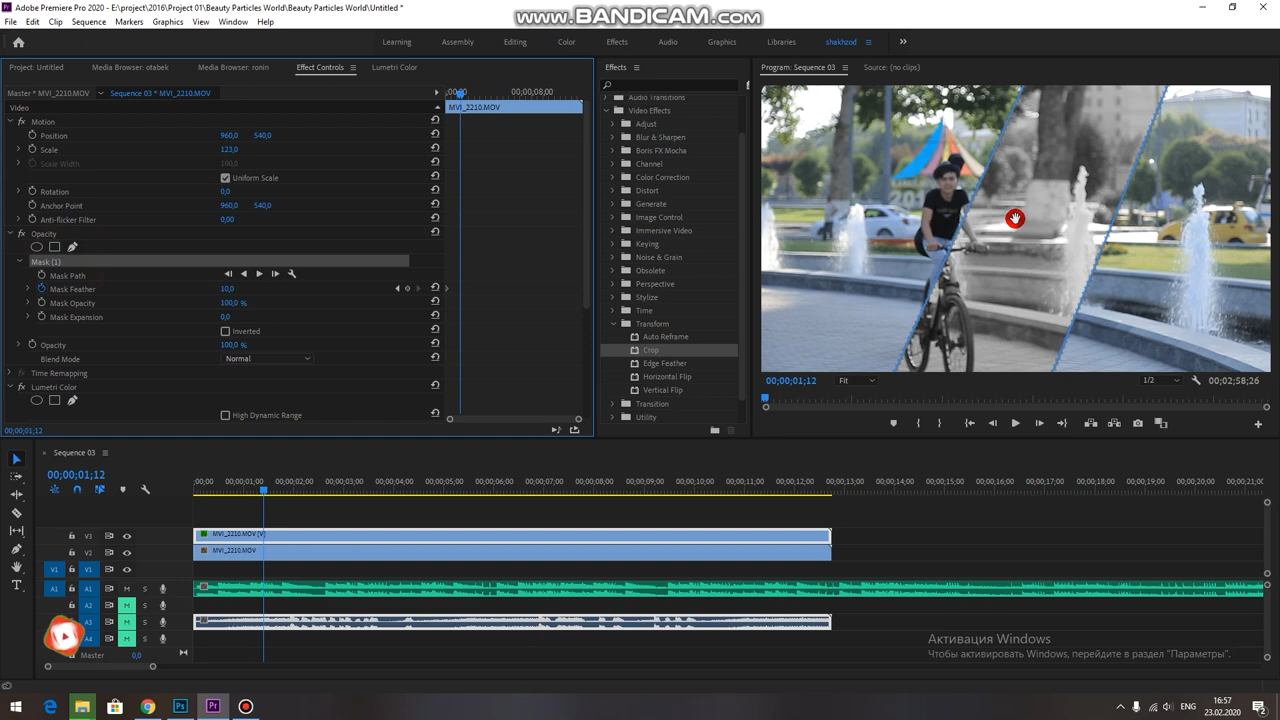 Adobe Premiere Pro 2020 - E:\project\2016\Project 01\Beauty Particles World\Beauty Particles World\Untitled *
www.BANDICAM.com
File Edit Clip Sequence Markers Graphics View Window Help
Learning Assembly Editing Color Effects Audio Graphics Libraries shakhzod
Project: Untitled Media Browser: otabek Media Browser: ronin Effect Controls Lumetri Color
Effects
Program: Sequence 03 Source: (no clips)
Master * MVI_2210.MOV Sequence 03 * MVI_2210.MOV
;00;00 00;00;08;00
Video
MVI_2210.MOV
Motion
Position 960,0 540,0
Scale 123,0
Scale Width 100,0
Uniform Scale
Rotation 0,0
Anchor Point 960,0 540,0
Anti-flicker Filter 0,00
Opacity
Mask (1)
Mask Path
Mask Feather 10,0
Mask Opacity 100,0 %
Mask Expansion 0,0
Inverted
Opacity 100,0 %
Blend Mode Normal
Time Remapping
Lumetri Color
High Dynamic Range
00;00;01;12
Audio Transitions
Video Effects
Adjust
Blur & Sharpen
Boris FX Mocha
Channel
Color Correction
Distort
Generate
Image Control
Immersive Video
Keying
Noise & Grain
Obsolete
Perspective
Stylize
Time
Transform
Auto Reframe
Crop
Edge Feather
Horizontal Flip
Vertical Flip
Transition
Utility
00;00;01;12 Fit 1/2 00;02;58;26
Sequence 03
00;00;01;12
;00;00 00;00;01;00 00;00;02;00 00;00;03;00 00;00;04;00 00;00;05;00 00;00;06;00 00;00;07;00 00;00;08;00 00;00;09;00 00;00;10;00 00;00;11;00 00;00;12;00 00;00;13;00 00;00;14;00 00;00;15;00 00;00;16;00 00;00;17;00 00;00;18;00 00;00;19;00 00;00;20;00 00;00;21;00
V3 MVI_2210.MOV [V]
V2 MVI_2210.MOV
V1 V1
A1 A1 M S
A2 M S
A3 M S
A4 M S
Master 0,0
Активация Windows
Чтобы активировать Windows, перейдите в раздел "Параметры".
Ps Pr
ENG
16:57
23.02.2020
2